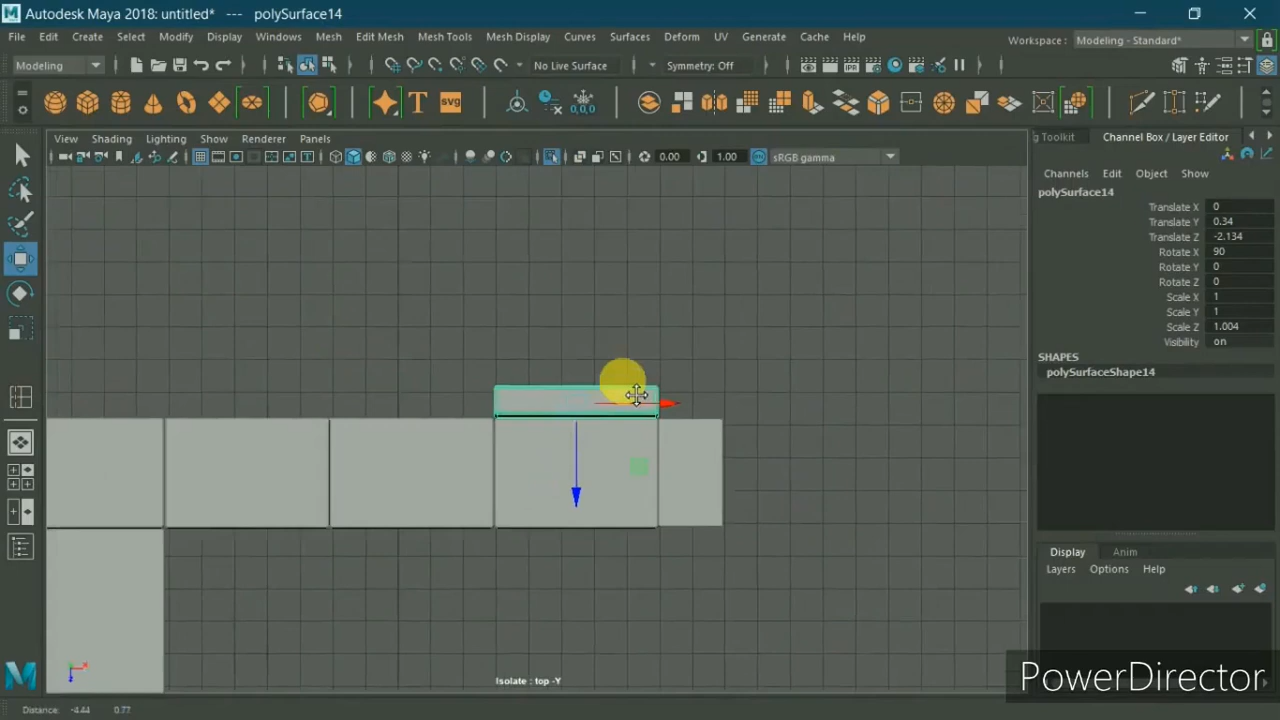 Autodesk Maya 2018: untitled*   ---   polySurface14
File Edit Create Select Modify Display Windows Mesh Edit Mesh Mesh Tools Mesh Display Curves Surfaces Deform UV Generate Cache Help
Workspace : Modeling - Standard*
Modeling No Live Surface Symmetry: Off
IPR
T SVG 0,0,0
View Shading Lighting Show Renderer Panels
0.00 1.00 sRGB gamma
Toolkit Channel Box / Layer Editor
Channels Edit Object Show
polySurface14
Translate X 0
Translate Y 0.34
Translate Z -2.134
Rotate X 90
Rotate Y 0
Rotate Z 0
Scale X 1
Scale Y 1
Scale Z 1.004
Visibility on
SHAPES
polySurfaceShape14
Display Anim
Layers Options Help
Isolate : top -Y
Distance: -4.44 0.77
PowerDirector